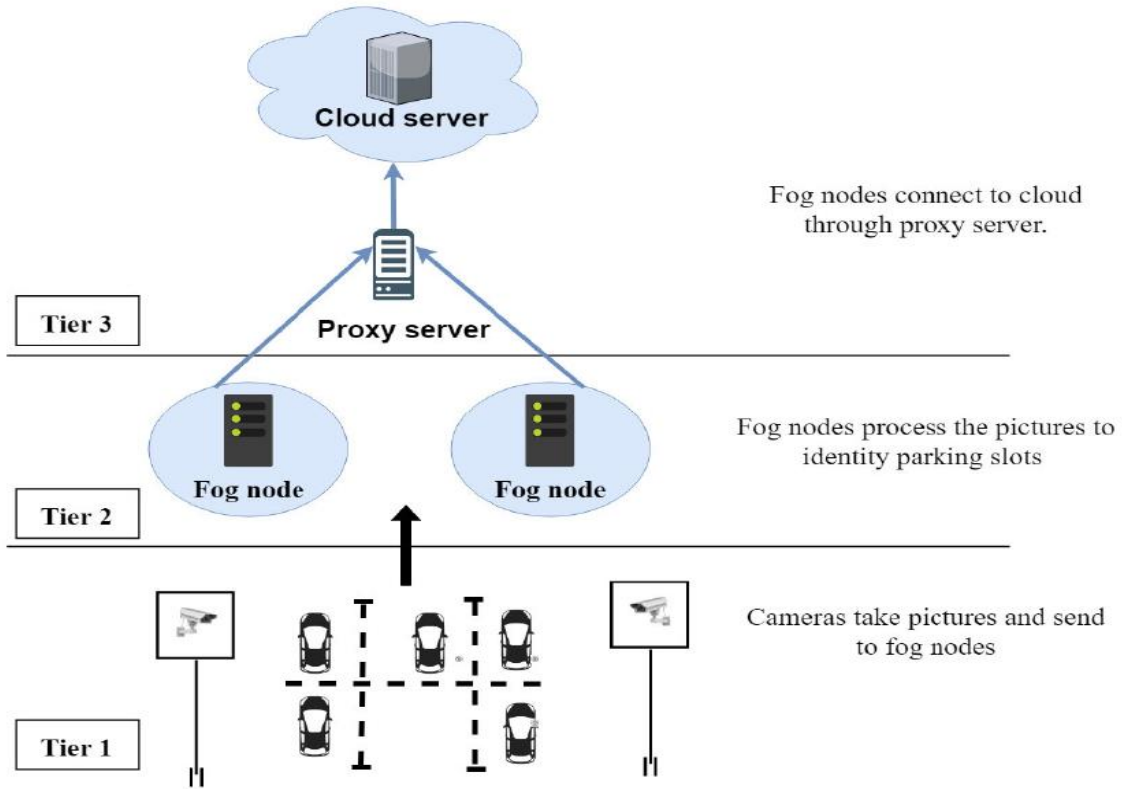 Cloud server
Fog nodes connect to cloud
through proxy server.
Tier 3
Proxy server
Fog node
Fog node
Fog nodes process the pictures to
identity parking slots
Tier 2
Cameras take pictures and send
to fog nodes
Tier 1